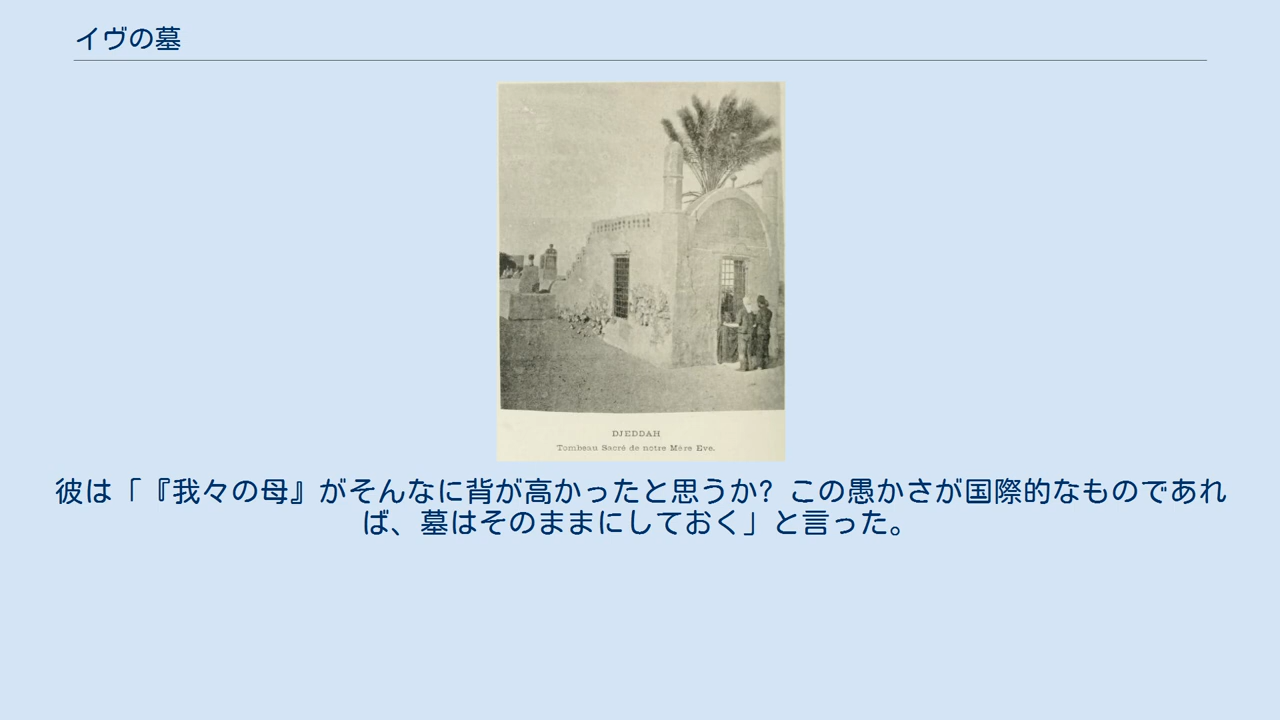 イヴの墓
DJEDDAH
Tombeau Sacré de notre Mère Eve.
彼は「『我々の母』がそんなに背が高かったと思うか? この愚かさが国際的なものであれ
ば、墓はそのままにしておく」と言った。